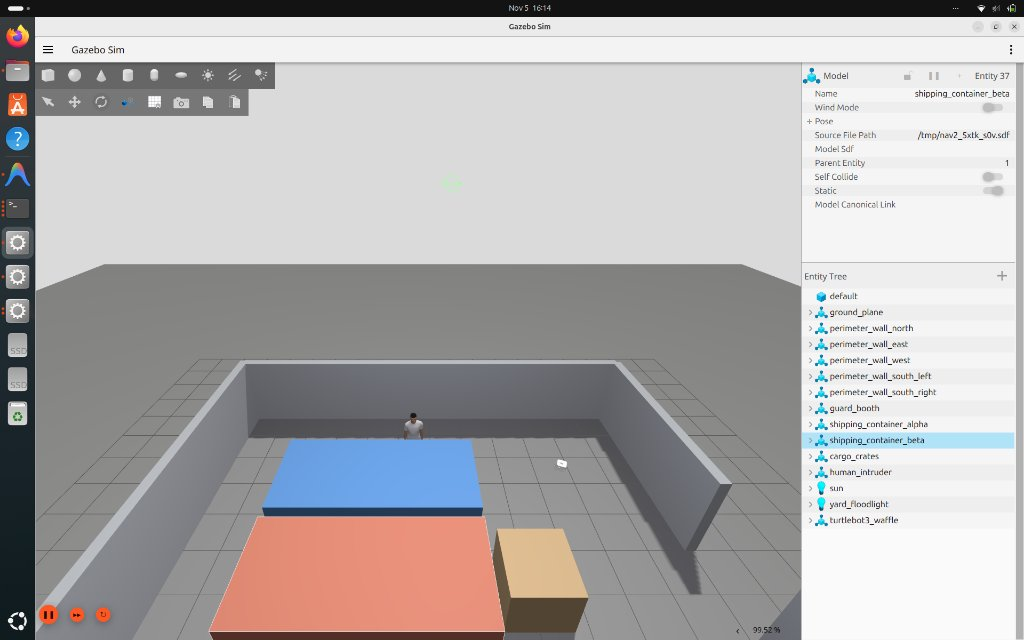 Nov 5 16:14
Gazebo Sim
Gazebo Sim
Model
Entity 37
Name shipping_container_beta
Wind Mode
+ Pose
Source File Path /tmp/nav2_5xtk_s0v.sdf
Model Sdf
Parent Entity 1
Self Collide
Static
Model Canonical Link
Entity Tree
default
ground_plane
perimeter_wall_north
perimeter_wall_east
perimeter_wall_west
perimeter_wall_south_left
perimeter_wall_south_right
guard_booth
shipping_container_alpha
shipping_container_beta
cargo_crates
human_intruder
sun
yard_floodlight
turtlebot3_waffle
SSD
SSD
99.52 %